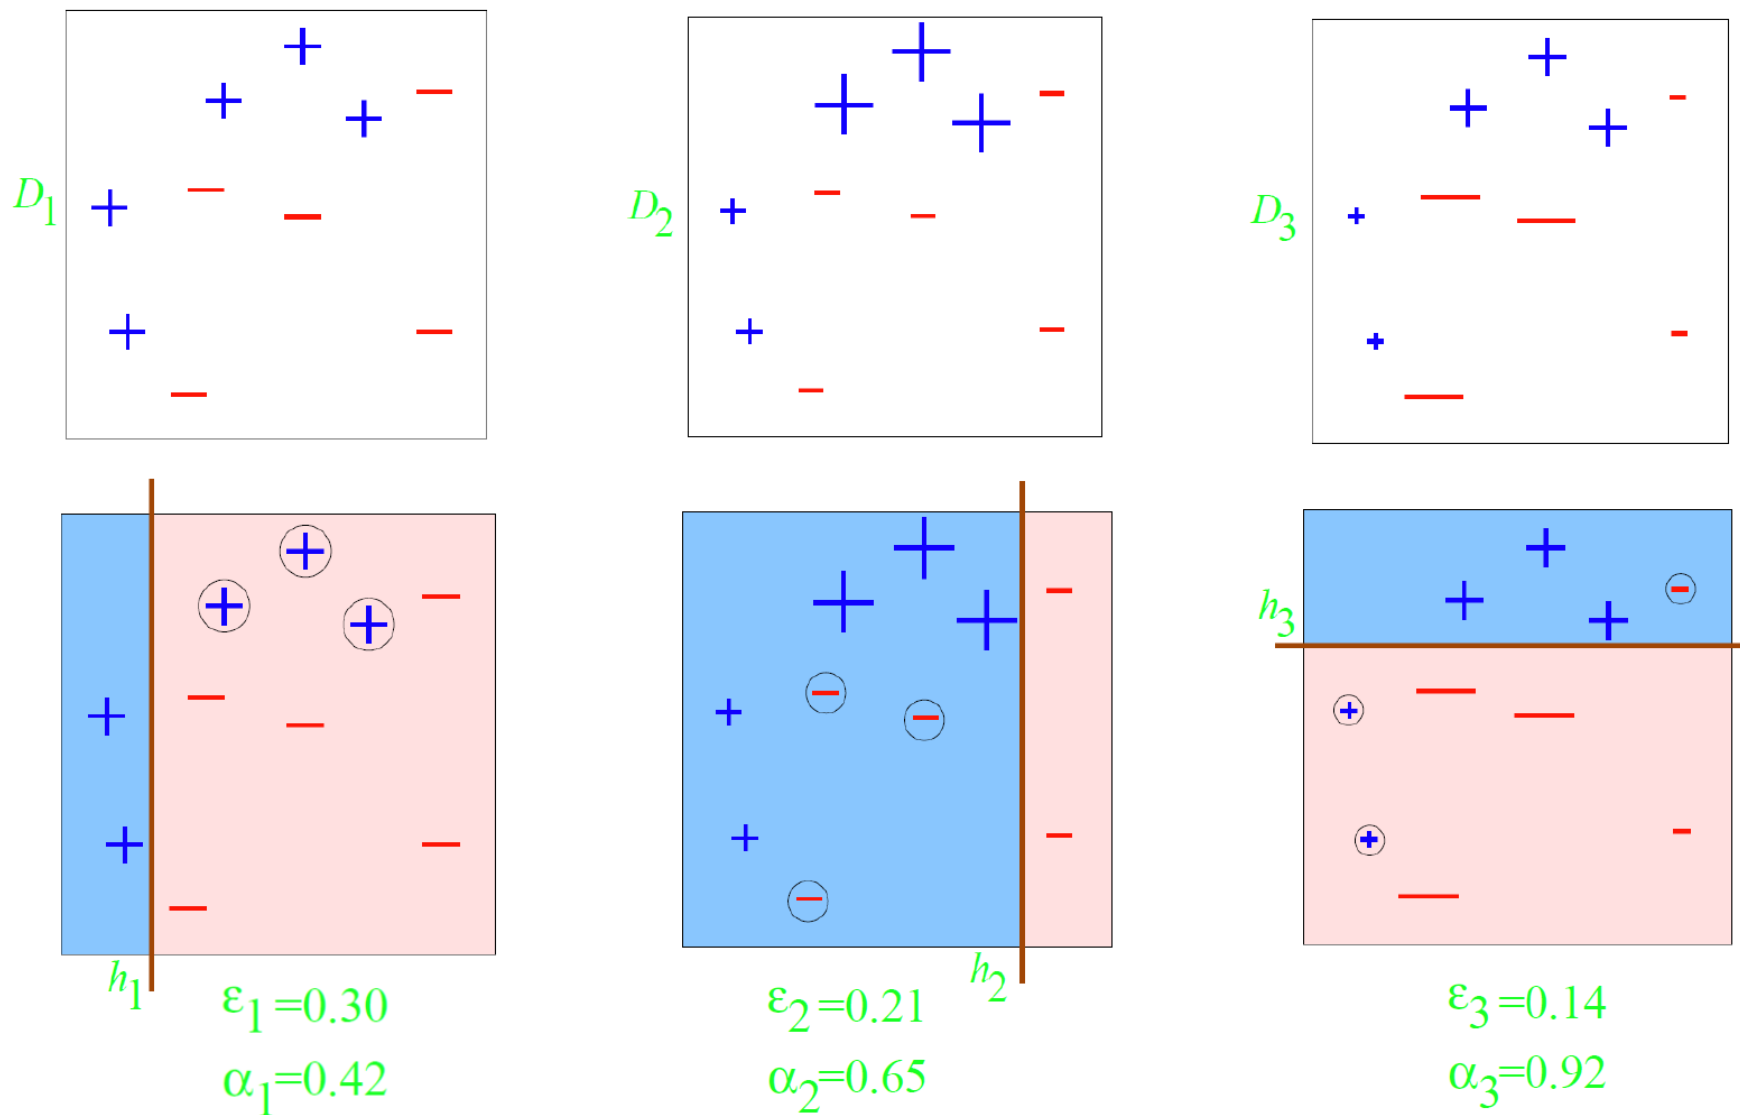 D₁
D₂
D₃
h₁
h₂
h₃
ε₁=0.30
ε₂=0.21
ε₃=0.14
α₁=0.42
α₂=0.65
α₃=0.92